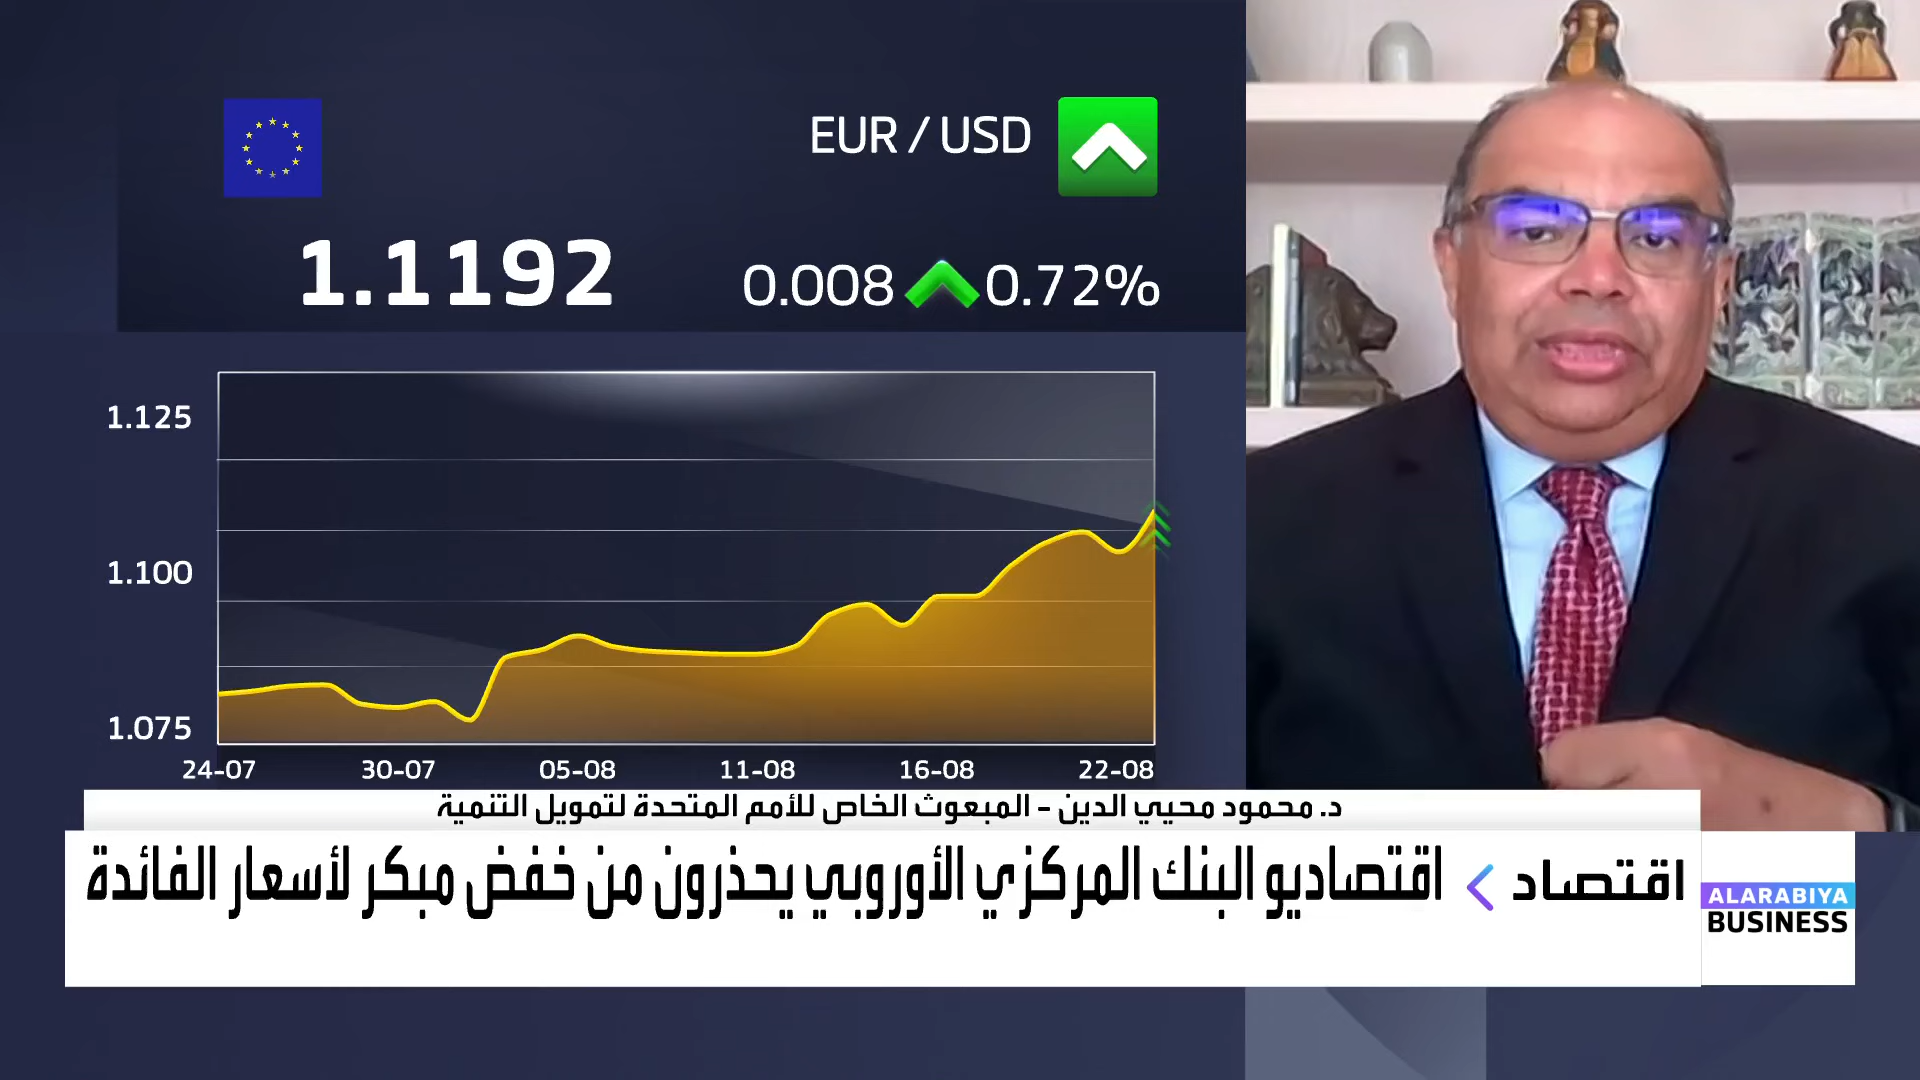 EUR / USD
1.1192
0.008 0.72%
1.125
1.100
1.075
24-07 30-07 05-08 11-08 16-08 22-08
د. محمود محيي الدين - المبعوث الخاص للأمم المتحدة لتمويل التنمية
اقتصاد
اقتصاديو البنك المركزي الأوروبي يحذرون من خفض مبكر لأسعار الفائدة
ALARABIYA
BUSINESS